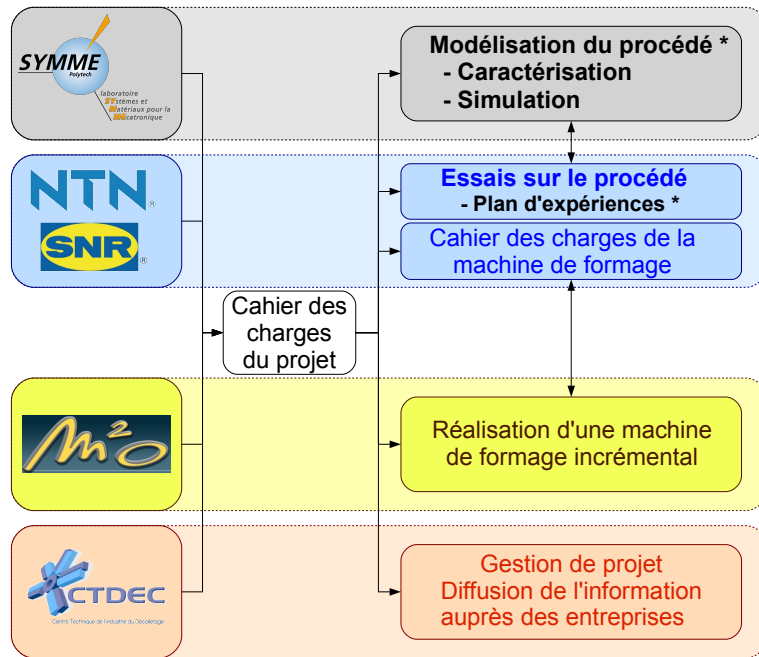 SYMME
Polytech
laboratoire
SYstèmes et
Matériaux pour la
MEcatronique
Modélisation du procédé *
- Caractérisation
- Simulation
NTN®
SNR®
Essais sur le procédé
- Plan d'expériences *
Cahier des charges de la
machine de formage
Cahier des
charges
du projet
m2o
Réalisation d'une machine
de formage incrémental
CTDEC
Centre Technique de l'Industrie du Décolletage
Gestion de projet
Diffusion de l'information
auprès des entreprises